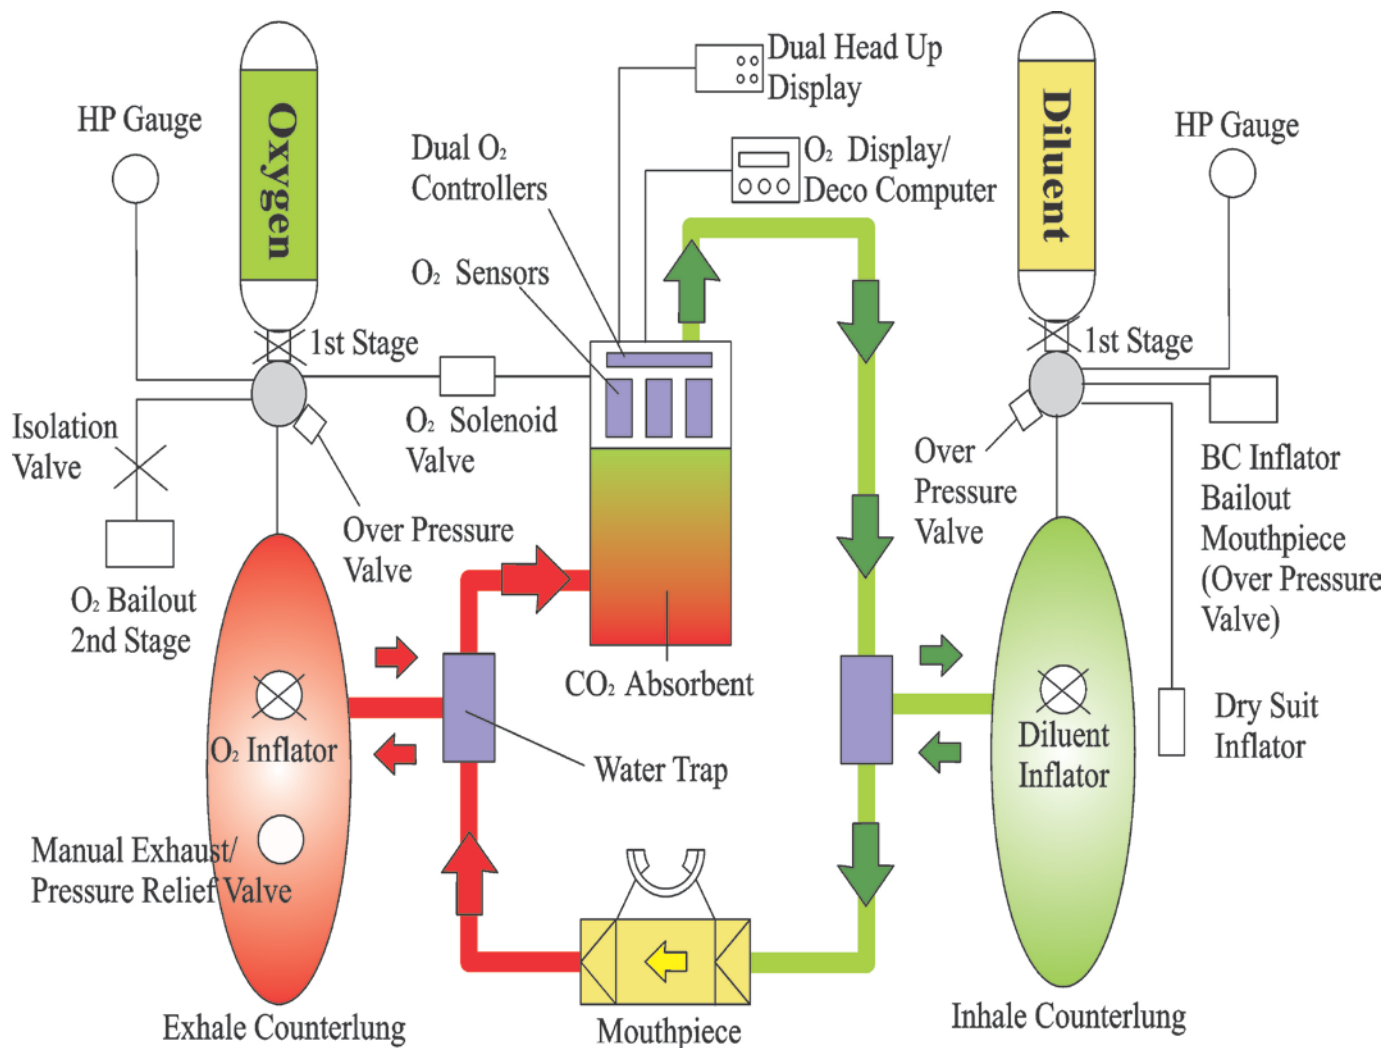 HP Gauge
Oxygen
Dual Head Up
Display
Diluent
HP Gauge
Dual O₂
Controllers
O₂ Display/
Deco Computer
O₂ Sensors
1st Stage
1st Stage
Isolation
Valve
O₂ Solenoid
Valve
Over
Pressure
Valve
BC Inflator
Bailout
Mouthpiece
(Over Pressure
Valve)
Over Pressure
Valve
O₂ Bailout
2nd Stage
CO₂ Absorbent
O₂ Inflator
Water Trap
Diluent
Inflator
Dry Suit
Inflator
Manual Exhaust/
Pressure Relief Valve
Exhale Counterlung
Mouthpiece
Inhale Counterlung